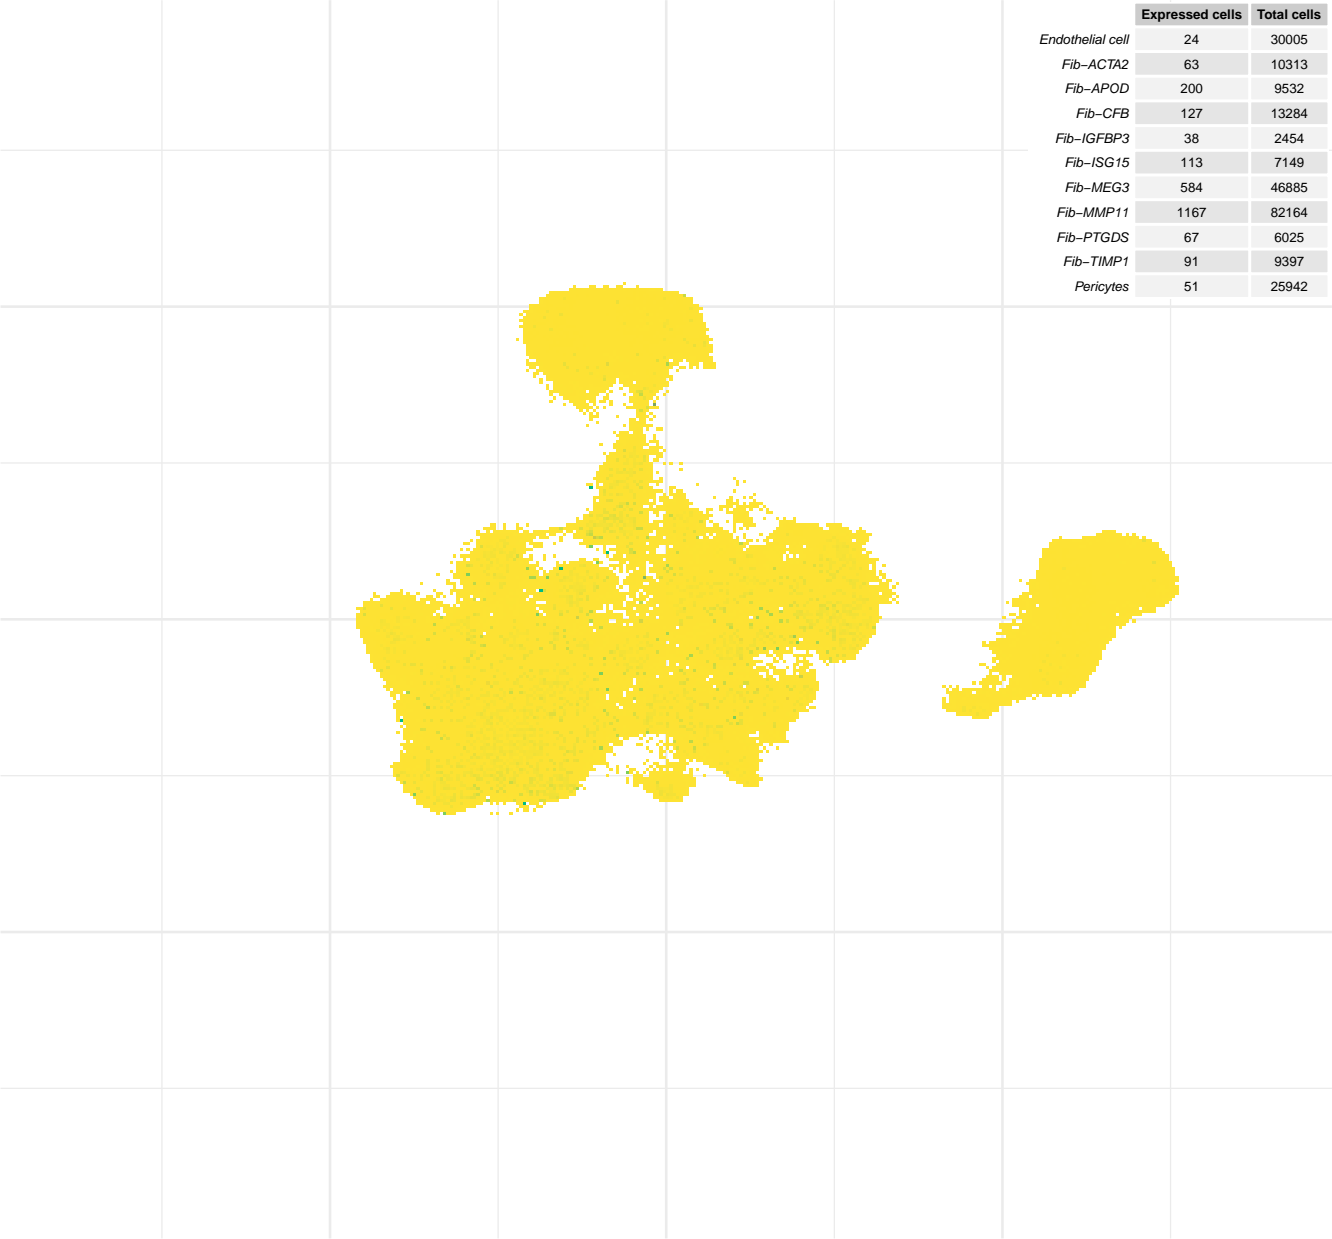 Expressed cells Total cells
Endothelial cell 24 30005
Fib−ACTA2 63 10313
Fib−APOD 200 9532
Fib−CFB 127 13284
Fib−IGFBP3 38 2454
Fib−ISG15 113 7149
Fib−MEG3 584 46885
Fib−MMP11 1167 82164
Fib−PTGDS 67 6025
Fib−TIMP1 91 9397
Pericytes 51 25942